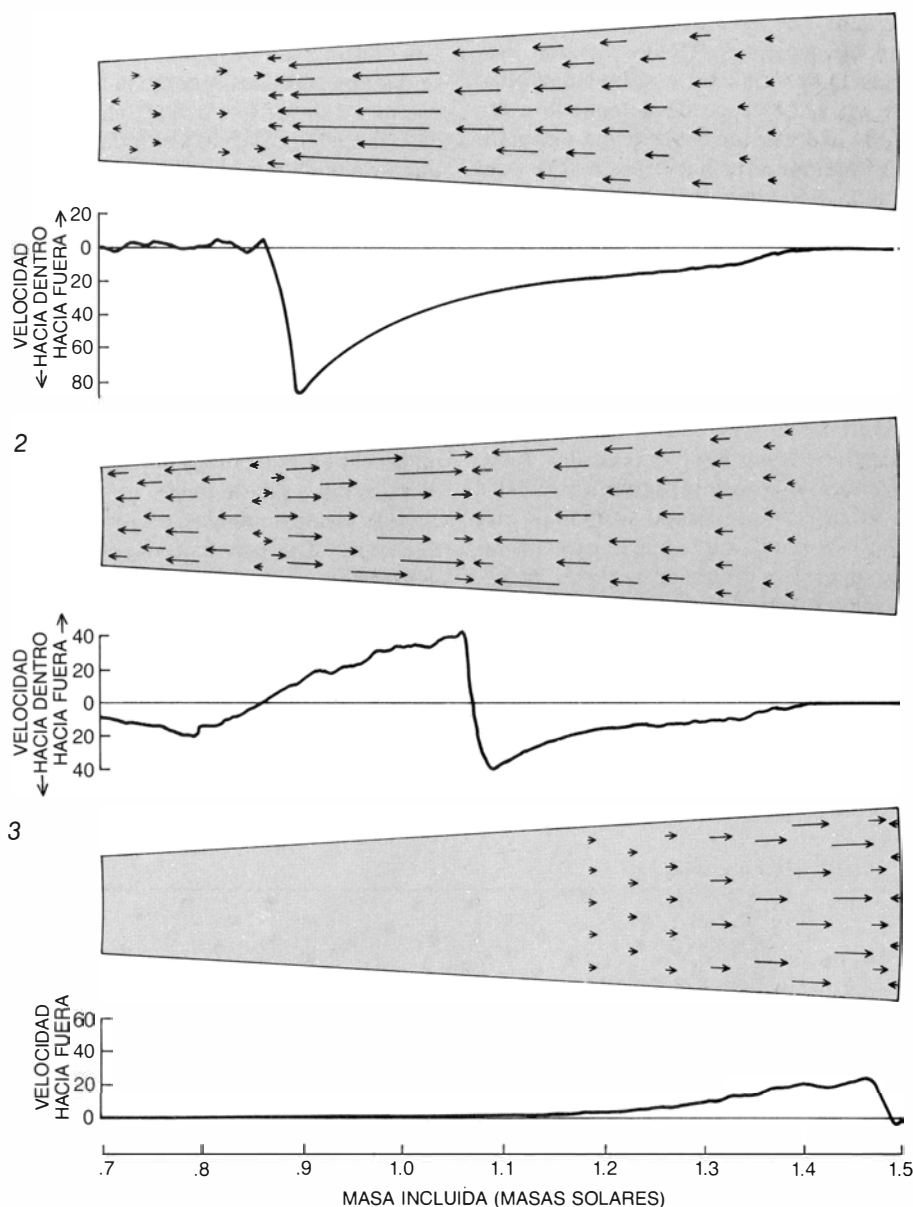 20
0
20
40
60
80
VELOCIDAD
←HACIA DENTRO
HACIA FUERA →
2
40
20
0
20
40
VELOCIDAD
←HACIA DENTRO
HACIA FUERA →
3
60
40
20
0
VELOCIDAD
HACIA FUERA
.7 .8 .9 1.0 1.1 1.2 1.3 1.4 1.5
MASA INCLUIDA (MASAS SOLARES)